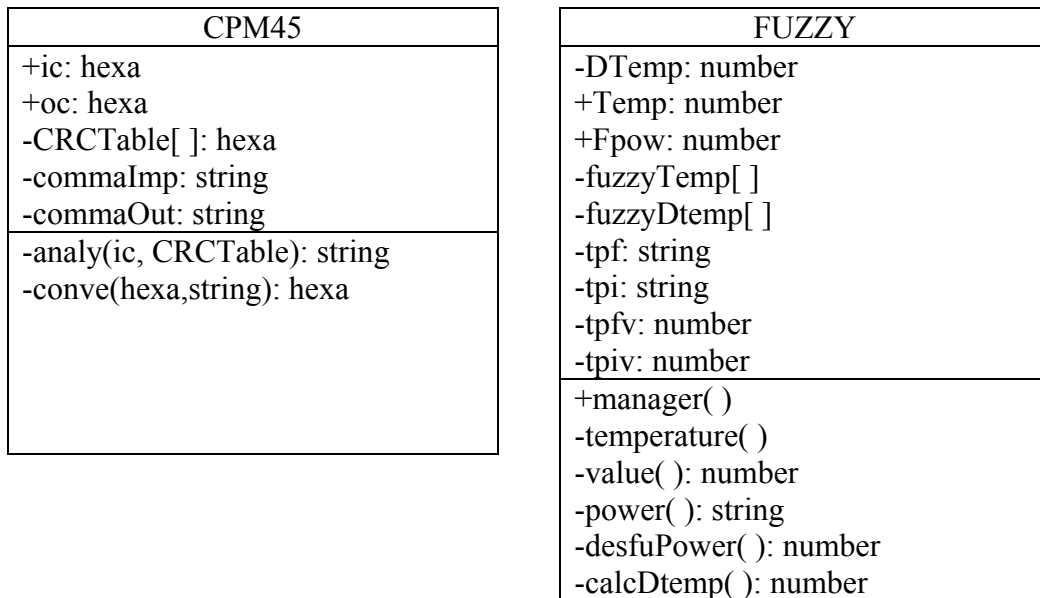 CPM45
+ic: hexa
+oc: hexa
-CRCTable[ ]: hexa
-commaImp: string
-commaOut: string
-analy(ic, CRCTable): string
-conve(hexa,string): hexa
FUZZY
-DTemp: number
+Temp: number
+Fpow: number
-fuzzyTemp[ ]
-fuzzyDtemp[ ]
-tpf: string
-tpi: string
-tpfv: number
-tpiv: number
+manager( )
-temperature( )
-value( ): number
-power( ): string
-desfuPower( ): number
-calcDtemp( ): number